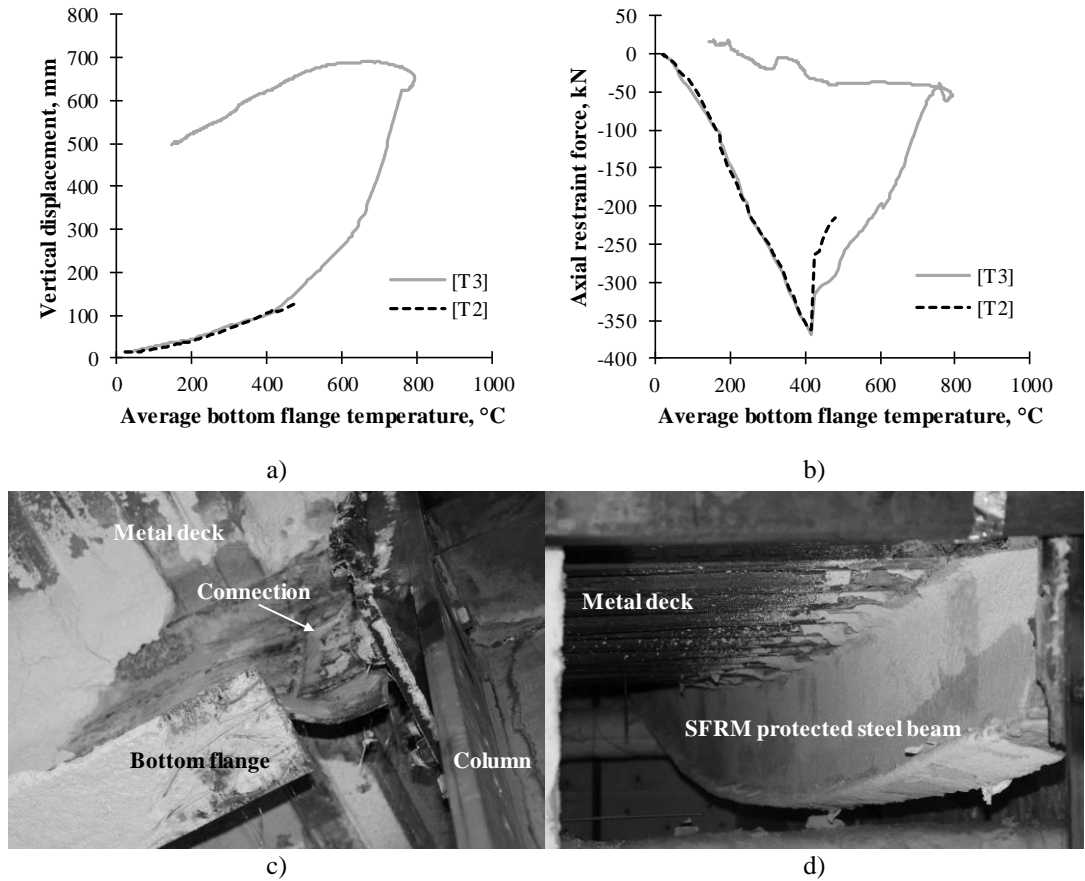 800
700
600
500
400
300
200
100
0
Vertical displacement, mm
[T3]
[T2]
0 200 400 600 800 1000
Average bottom flange temperature, °C
a)
50
0
-50
-100
-150
-200
-250
-300
-350
-400
Axial restraint force, kN
[T3]
[T2]
0 200 400 600 800 1000
Average bottom flange temperature, °C
b)
Metal deck
Connection
Bottom flange
Column
c)
Metal deck
SFRM protected steel beam
d)